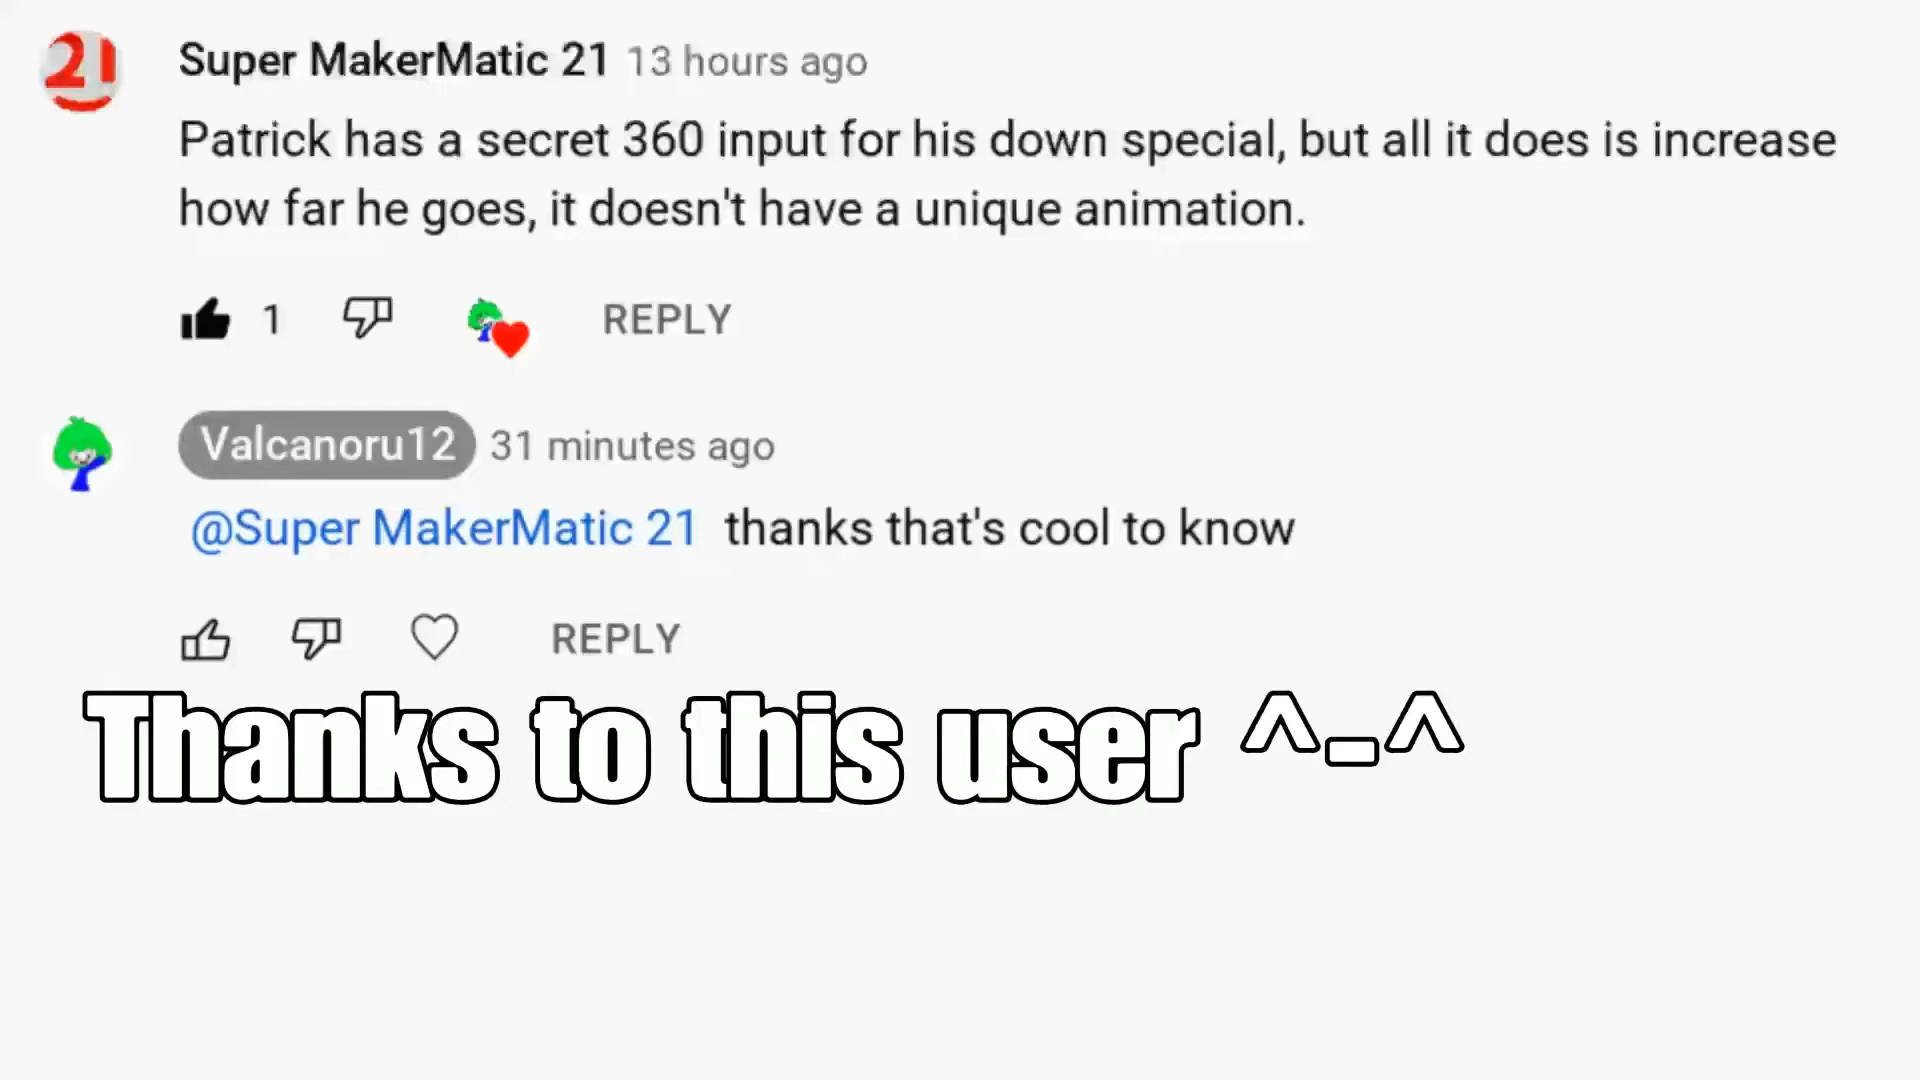 21
Super MakerMatic 21 13 hours ago
Patrick has a secret 360 input for his down special, but all it does is increase
how far he goes, it doesn't have a unique animation.
1 REPLY
Valcanoru12 31 minutes ago
@Super MakerMatic 21 thanks that's cool to know
REPLY
Thanks to this user ^-^